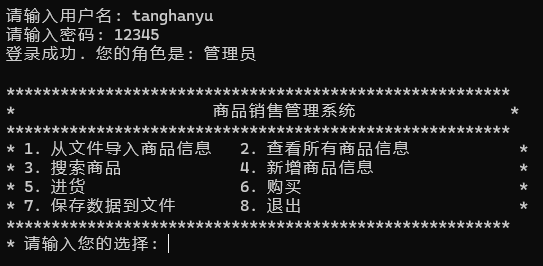 请输入用户名: tanghanyu
请输入密码: 12345
登录成功. 您的角色是: 管理员
********************************************************
* 商品销售管理系统 *
********************************************************
* 1. 从文件导入商品信息 2. 查看所有商品信息 *
* 3. 搜索商品 4. 新增商品信息 *
* 5. 进货 6. 购买 *
* 7. 保存数据到文件 8. 退出 *
********************************************************
* 请输入您的选择: